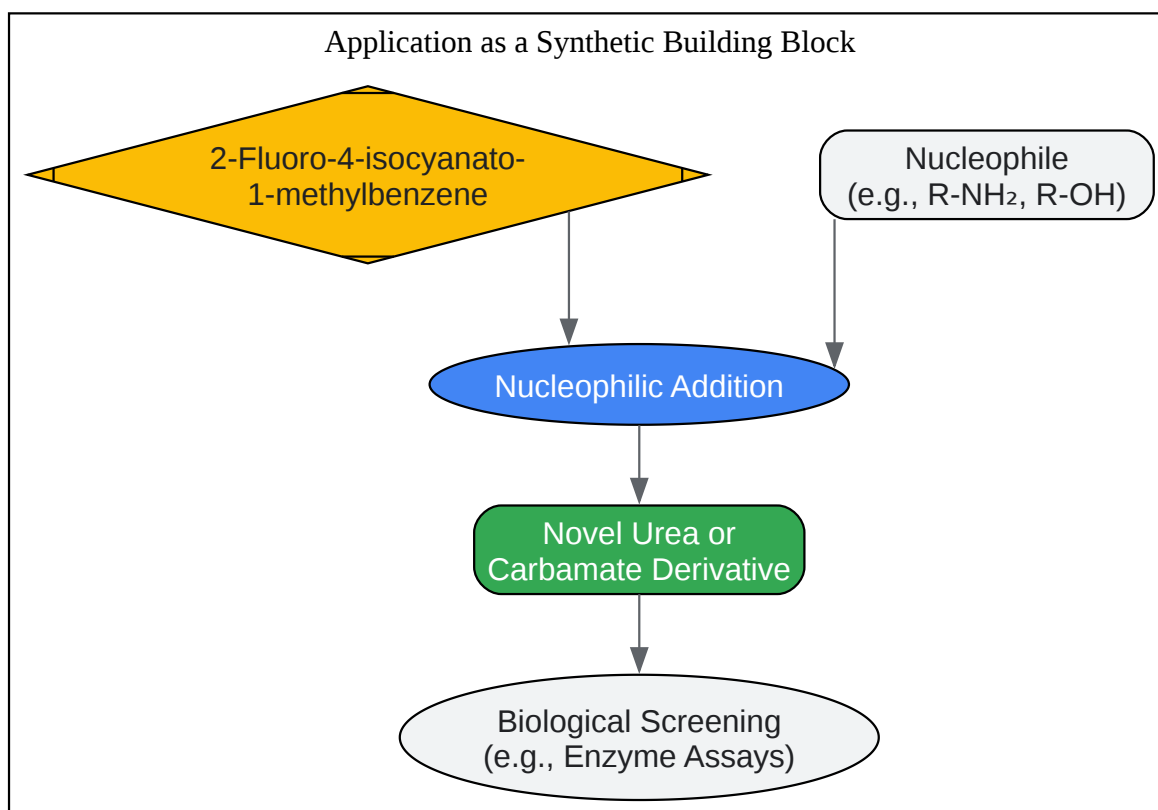 Application as a Synthetic Building Block
2-Fluoro-4-isocyanato-
1-methylbenzene
Nucleophile
(e.g., R-NH₂, R-OH)
Nucleophilic Addition
Novel Urea or
Carbamate Derivative
Biological Screening
(e.g., Enzyme Assays)